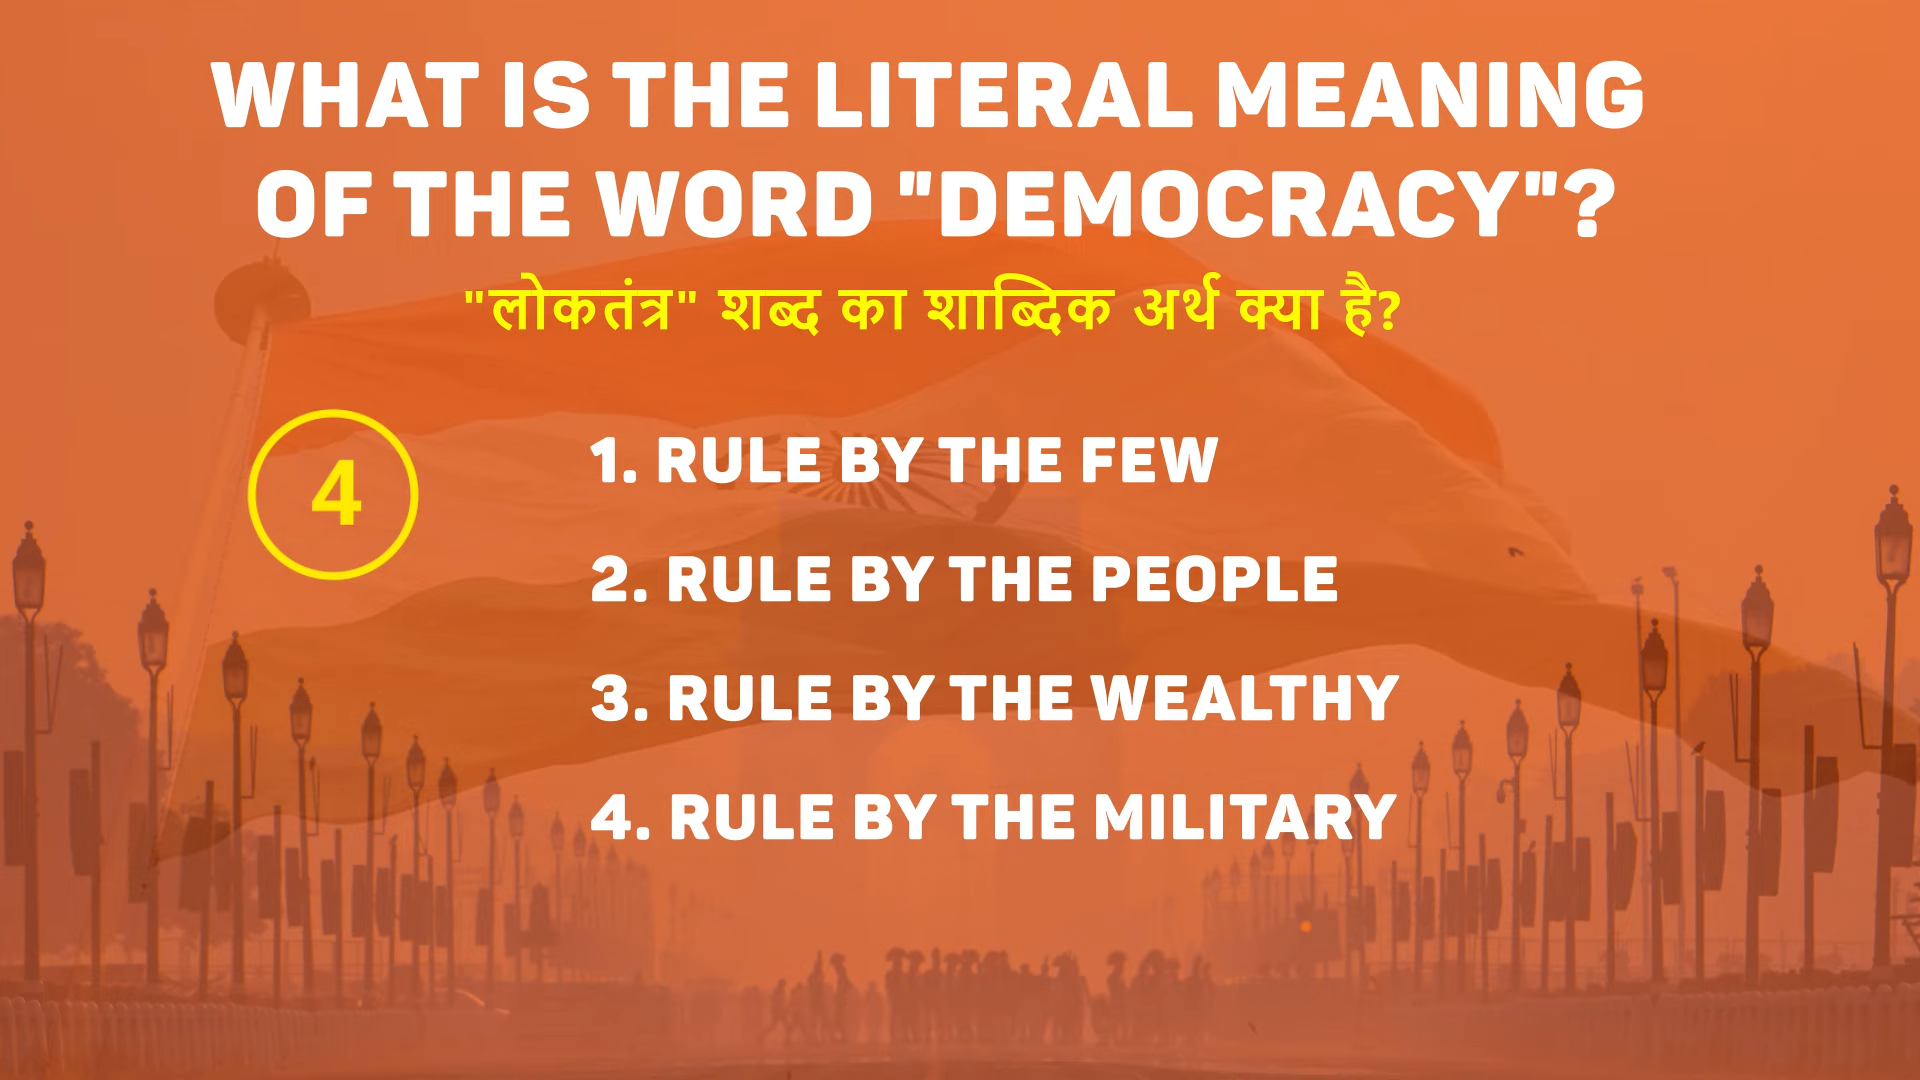 WHAT IS THE LITERAL MEANING
OF THE WORD "DEMOCRACY"?
"लोकतंत्र" शब्द का शाब्दिक अर्थ क्या है?
4
1. RULE BY THE FEW
2. RULE BY THE PEOPLE
3. RULE BY THE WEALTHY
4. RULE BY THE MILITARY